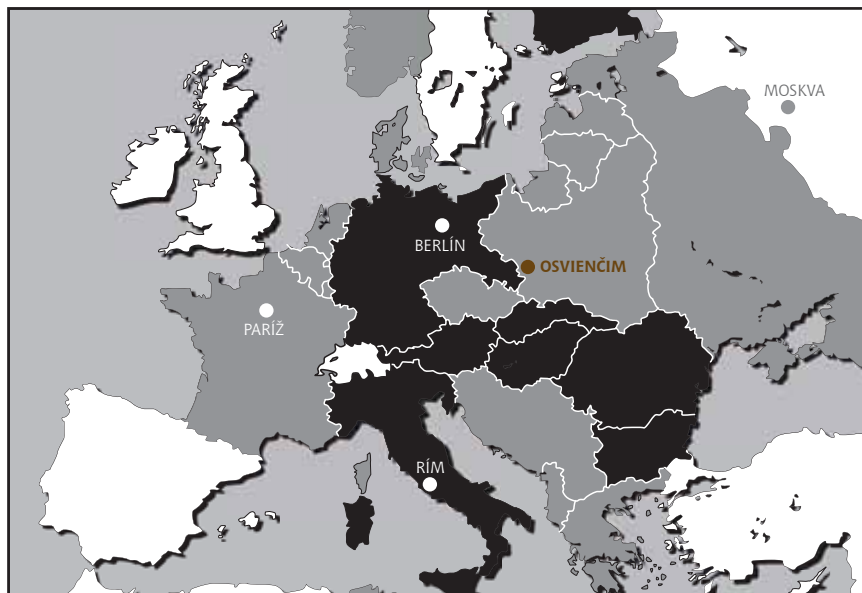 MOSKVA
BERLÍN
OSVIENČIM
PARÍŽ
RÍM